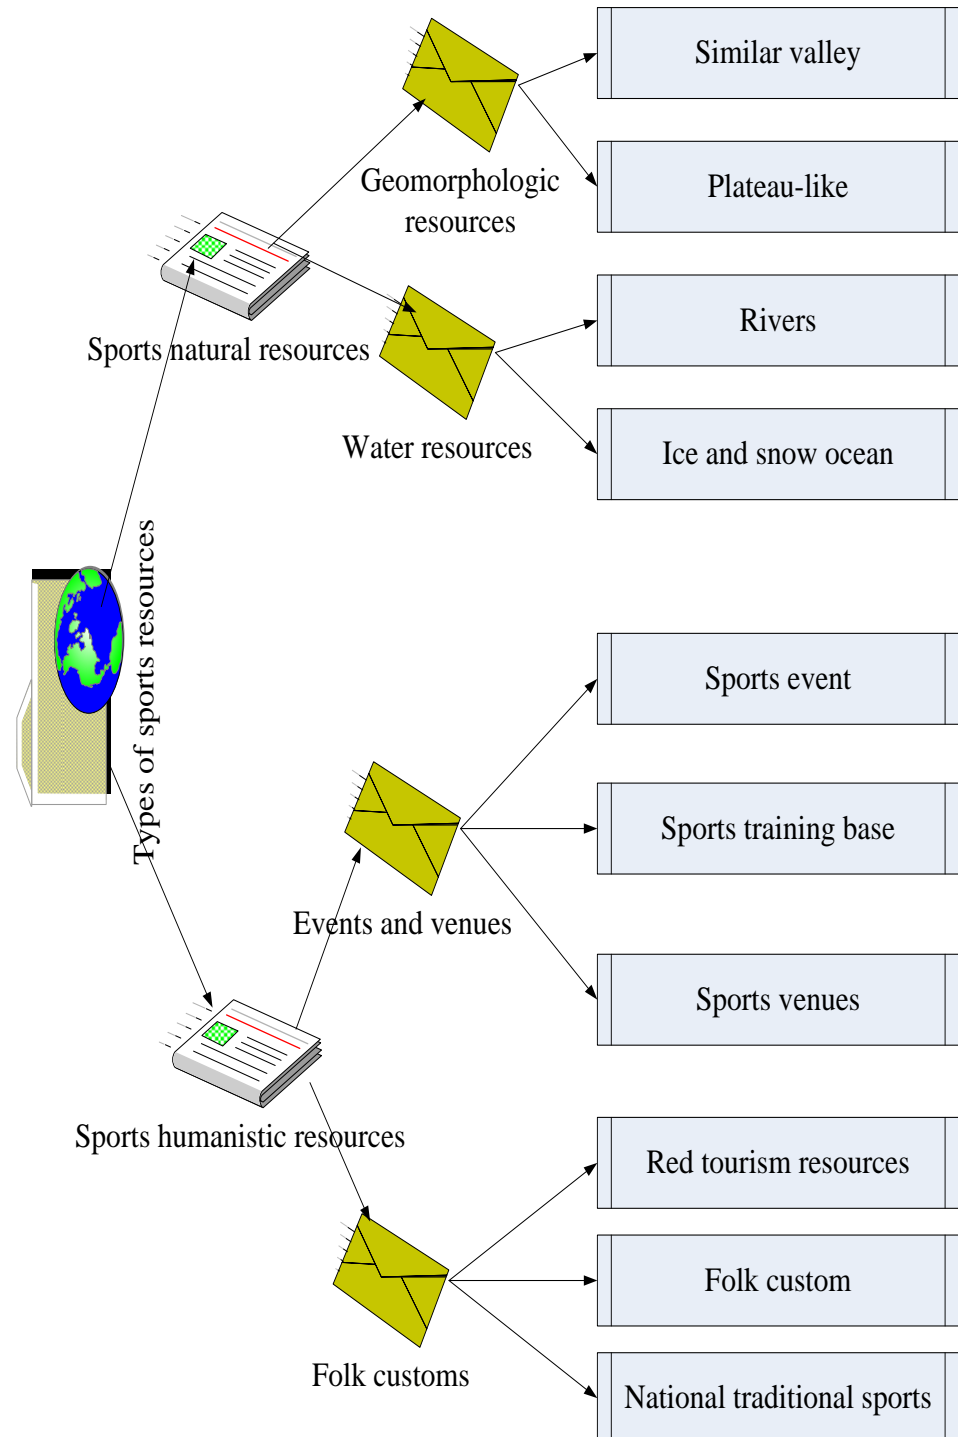 Similar valley
Geomorphologic
resources
Plateau-like
Sports natural resources
Rivers
Water resources
Ice and snow ocean
Types of sports resources
Sports event
Sports training base
Events and venues
Sports venues
Sports humanistic resources
Red tourism resources
Folk custom
Folk customs
National traditional sports